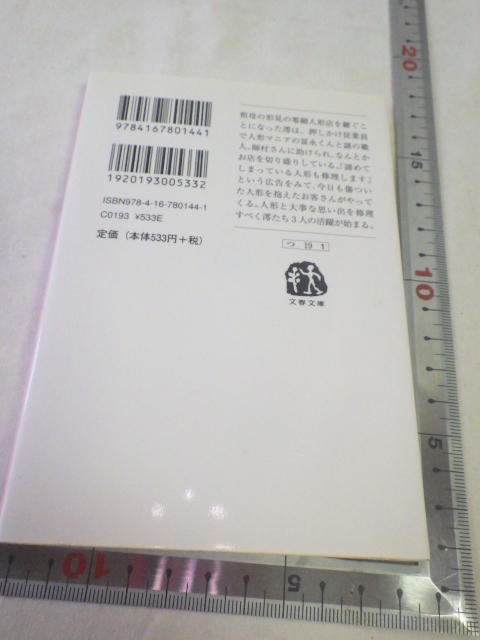 9784167801441
1920193005332
ISBN978-4-16-780144-1
C0193 ¥533E
定価（本体533円＋税）
祖母の形見の零細人形店を継ぐこ
とになった澪は、押しかけ従業員
で人形マニアの冨永くんと謎の職
人、師村さんに助けられ、なんとか
お店を切り盛りしている。「諦めて
しまっている人形も修理します」
という広告をみて、今日も傷つい
た人形を抱えたお客さんがやって
くる。人形と大事な思い出を修理
すべく澪たち3人の活躍が始まる。
つ 19 1
文春文庫
20
15
10
5
5
10